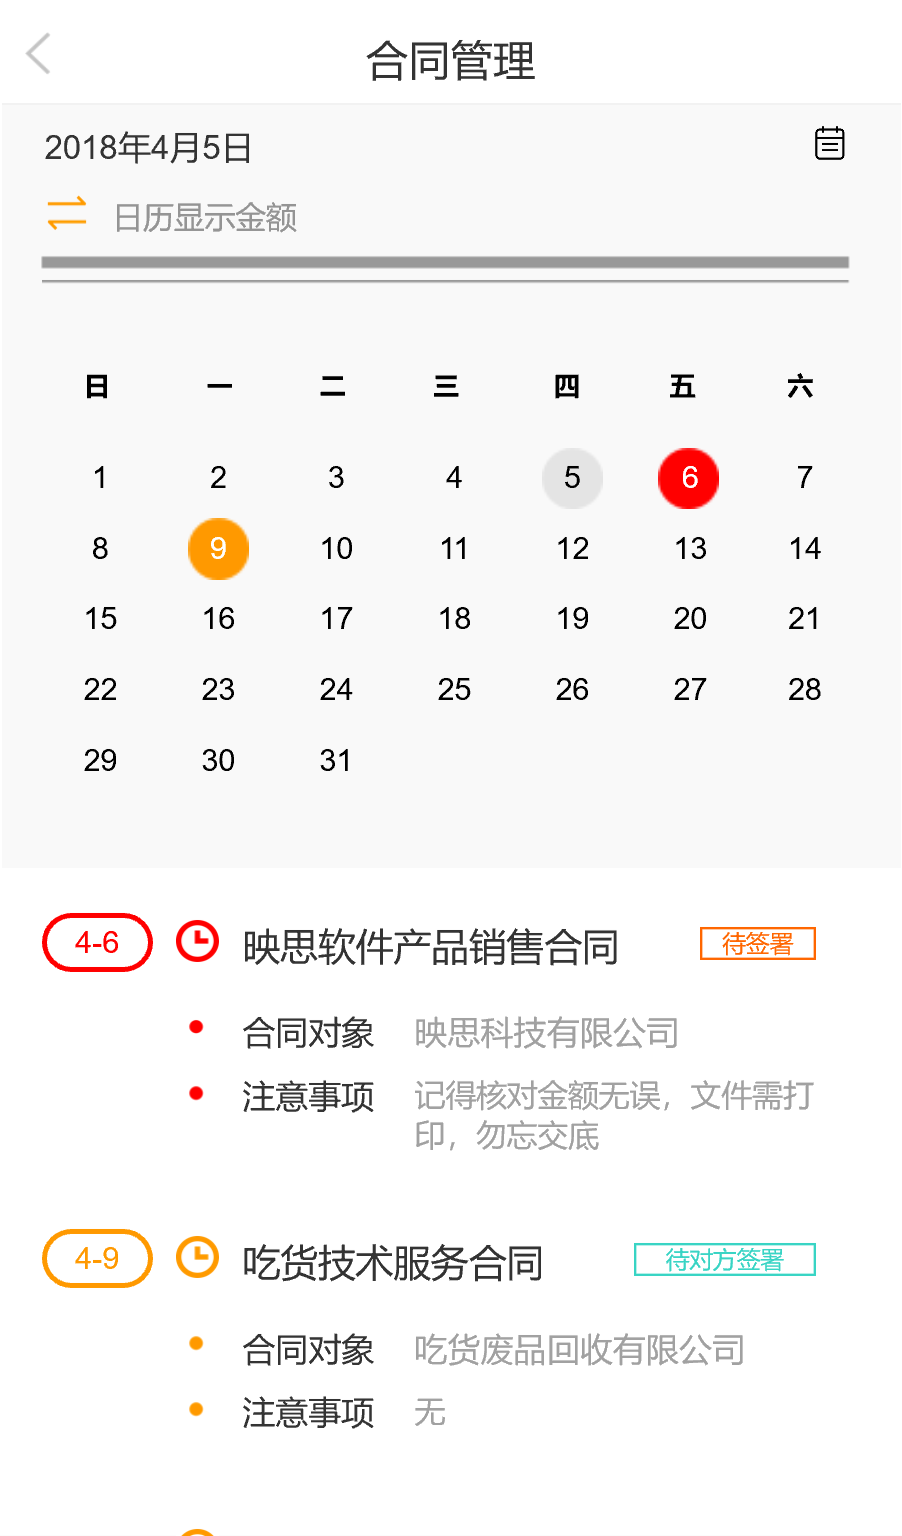 合同管理
2018年4月5日
日历显示金额
日 一 二 三 四 五 六
1 2 3 4 5 6 7
8 9 10 11 12 13 14
15 16 17 18 19 20 21
22 23 24 25 26 27 28
29 30 31
4-6 映思软件产品销售合同 待签署
合同对象 映思科技有限公司
注意事项 记得核对金额无误，文件需打
印，勿忘交底
4-9 吃货技术服务合同 待对方签署
合同对象 吃货废品回收有限公司
注意事项 无